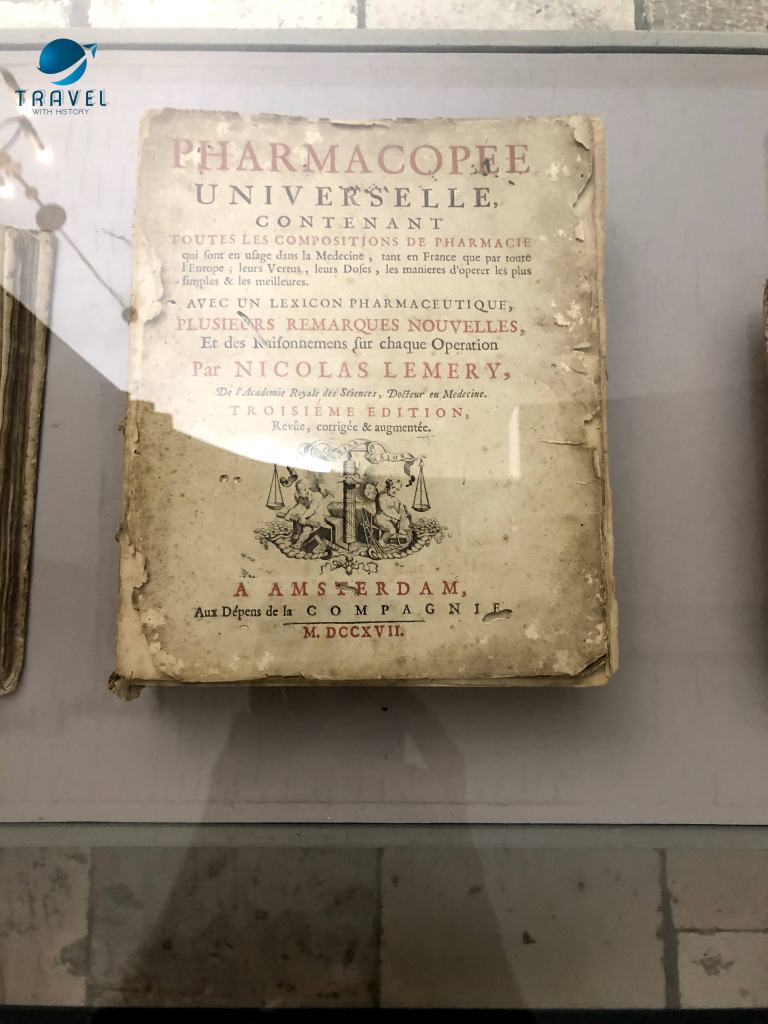 TRAVEL
WITH HISTORY
PHARMACOPEE
UNIVERSELLE,
CONTENANT
TOUTES LES COMPOSITIONS DE PHARMACIE
qui sont en usage dans la Medecine, tant en France que par toute
l'Europe; leurs Vertus, leurs Doses, les manieres d'operer les plus
simples & les meilleures.
AVEC UN LEXICON PHARMACEUTIQUE,
PLUSIEURS REMARQUES NOUVELLES,
Et des Raisonnemens sur chaque Operation
Par NICOLAS LEMERY,
De l'Academie Royale des Sciences, Docteur en Medecine.
TROISIÉME EDITION,
Revûe, corrigée & augmentée.
A AMSTERDAM,
Aux Dépens de la COMPAGNIE
M. DCCXVII.